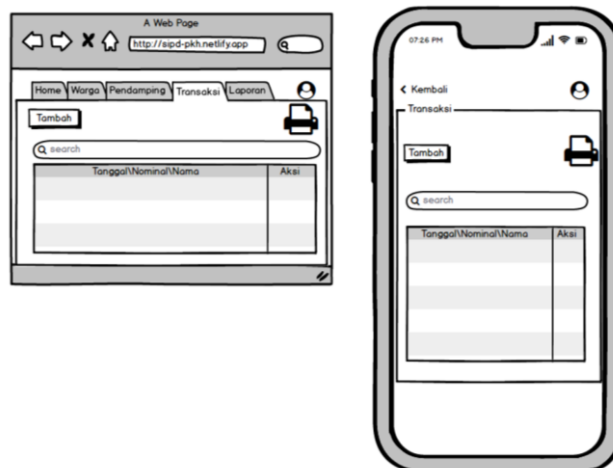 A Web Page
http://sipd-pkh.netlify.app
Home Warga Pendamping Transaksi Laporan
Tambah
search
Tanggal\Nominal\Nama Aksi
07:26 PM
Kembali
Transaksi
Tambah
search
Tanggal\Nominal\Nama Aksi